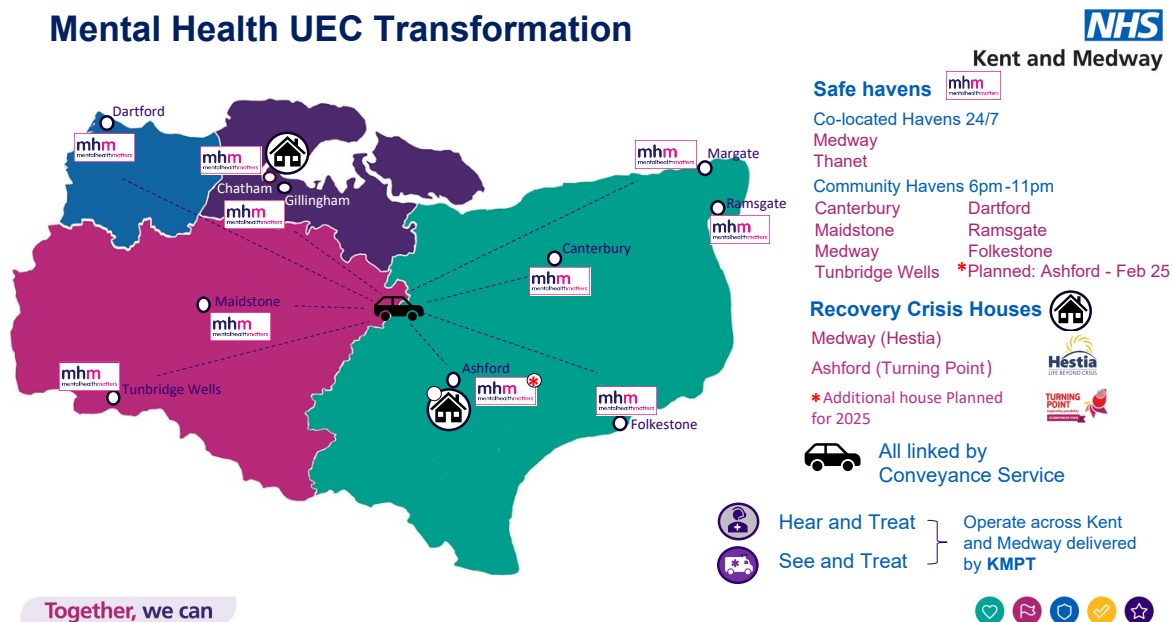 Mental Health UEC Transformation
NHS
Kent and Medway
Dartford
mhm
mentalhealthmatters
mhm
mentalhealthmatters
Chatham
Gillingham
mhm
mentalhealthmatters
mhm
mentalhealthmatters
Margate
Ramsgate
mhm
mentalhealthmatters
Canterbury
mhm
mentalhealthmatters
Maidstone
mhm
mentalhealthmatters
mhm
mentalhealthmatters
Tunbridge Wells
Ashford
mhm
mentalhealthmatters
*
mhm
mentalhealthmatters
Folkestone
Safe havens
mhm
mentalhealthmatters
Co-located Havens 24/7
Medway
Thanet
Community Havens 6pm-11pm
Canterbury Dartford
Maidstone Ramsgate
Medway Folkestone
Tunbridge Wells *Planned: Ashford - Feb 25
Recovery Crisis Houses
Medway (Hestia)
Hestia
LIFE BEYOND CRISIS
Ashford (Turning Point)
*Additional house Planned
for 2025
TURNING
POINT
All linked by
Conveyance Service
Hear and Treat
See and Treat
Operate across Kent
and Medway delivered
by KMPT
Together, we can